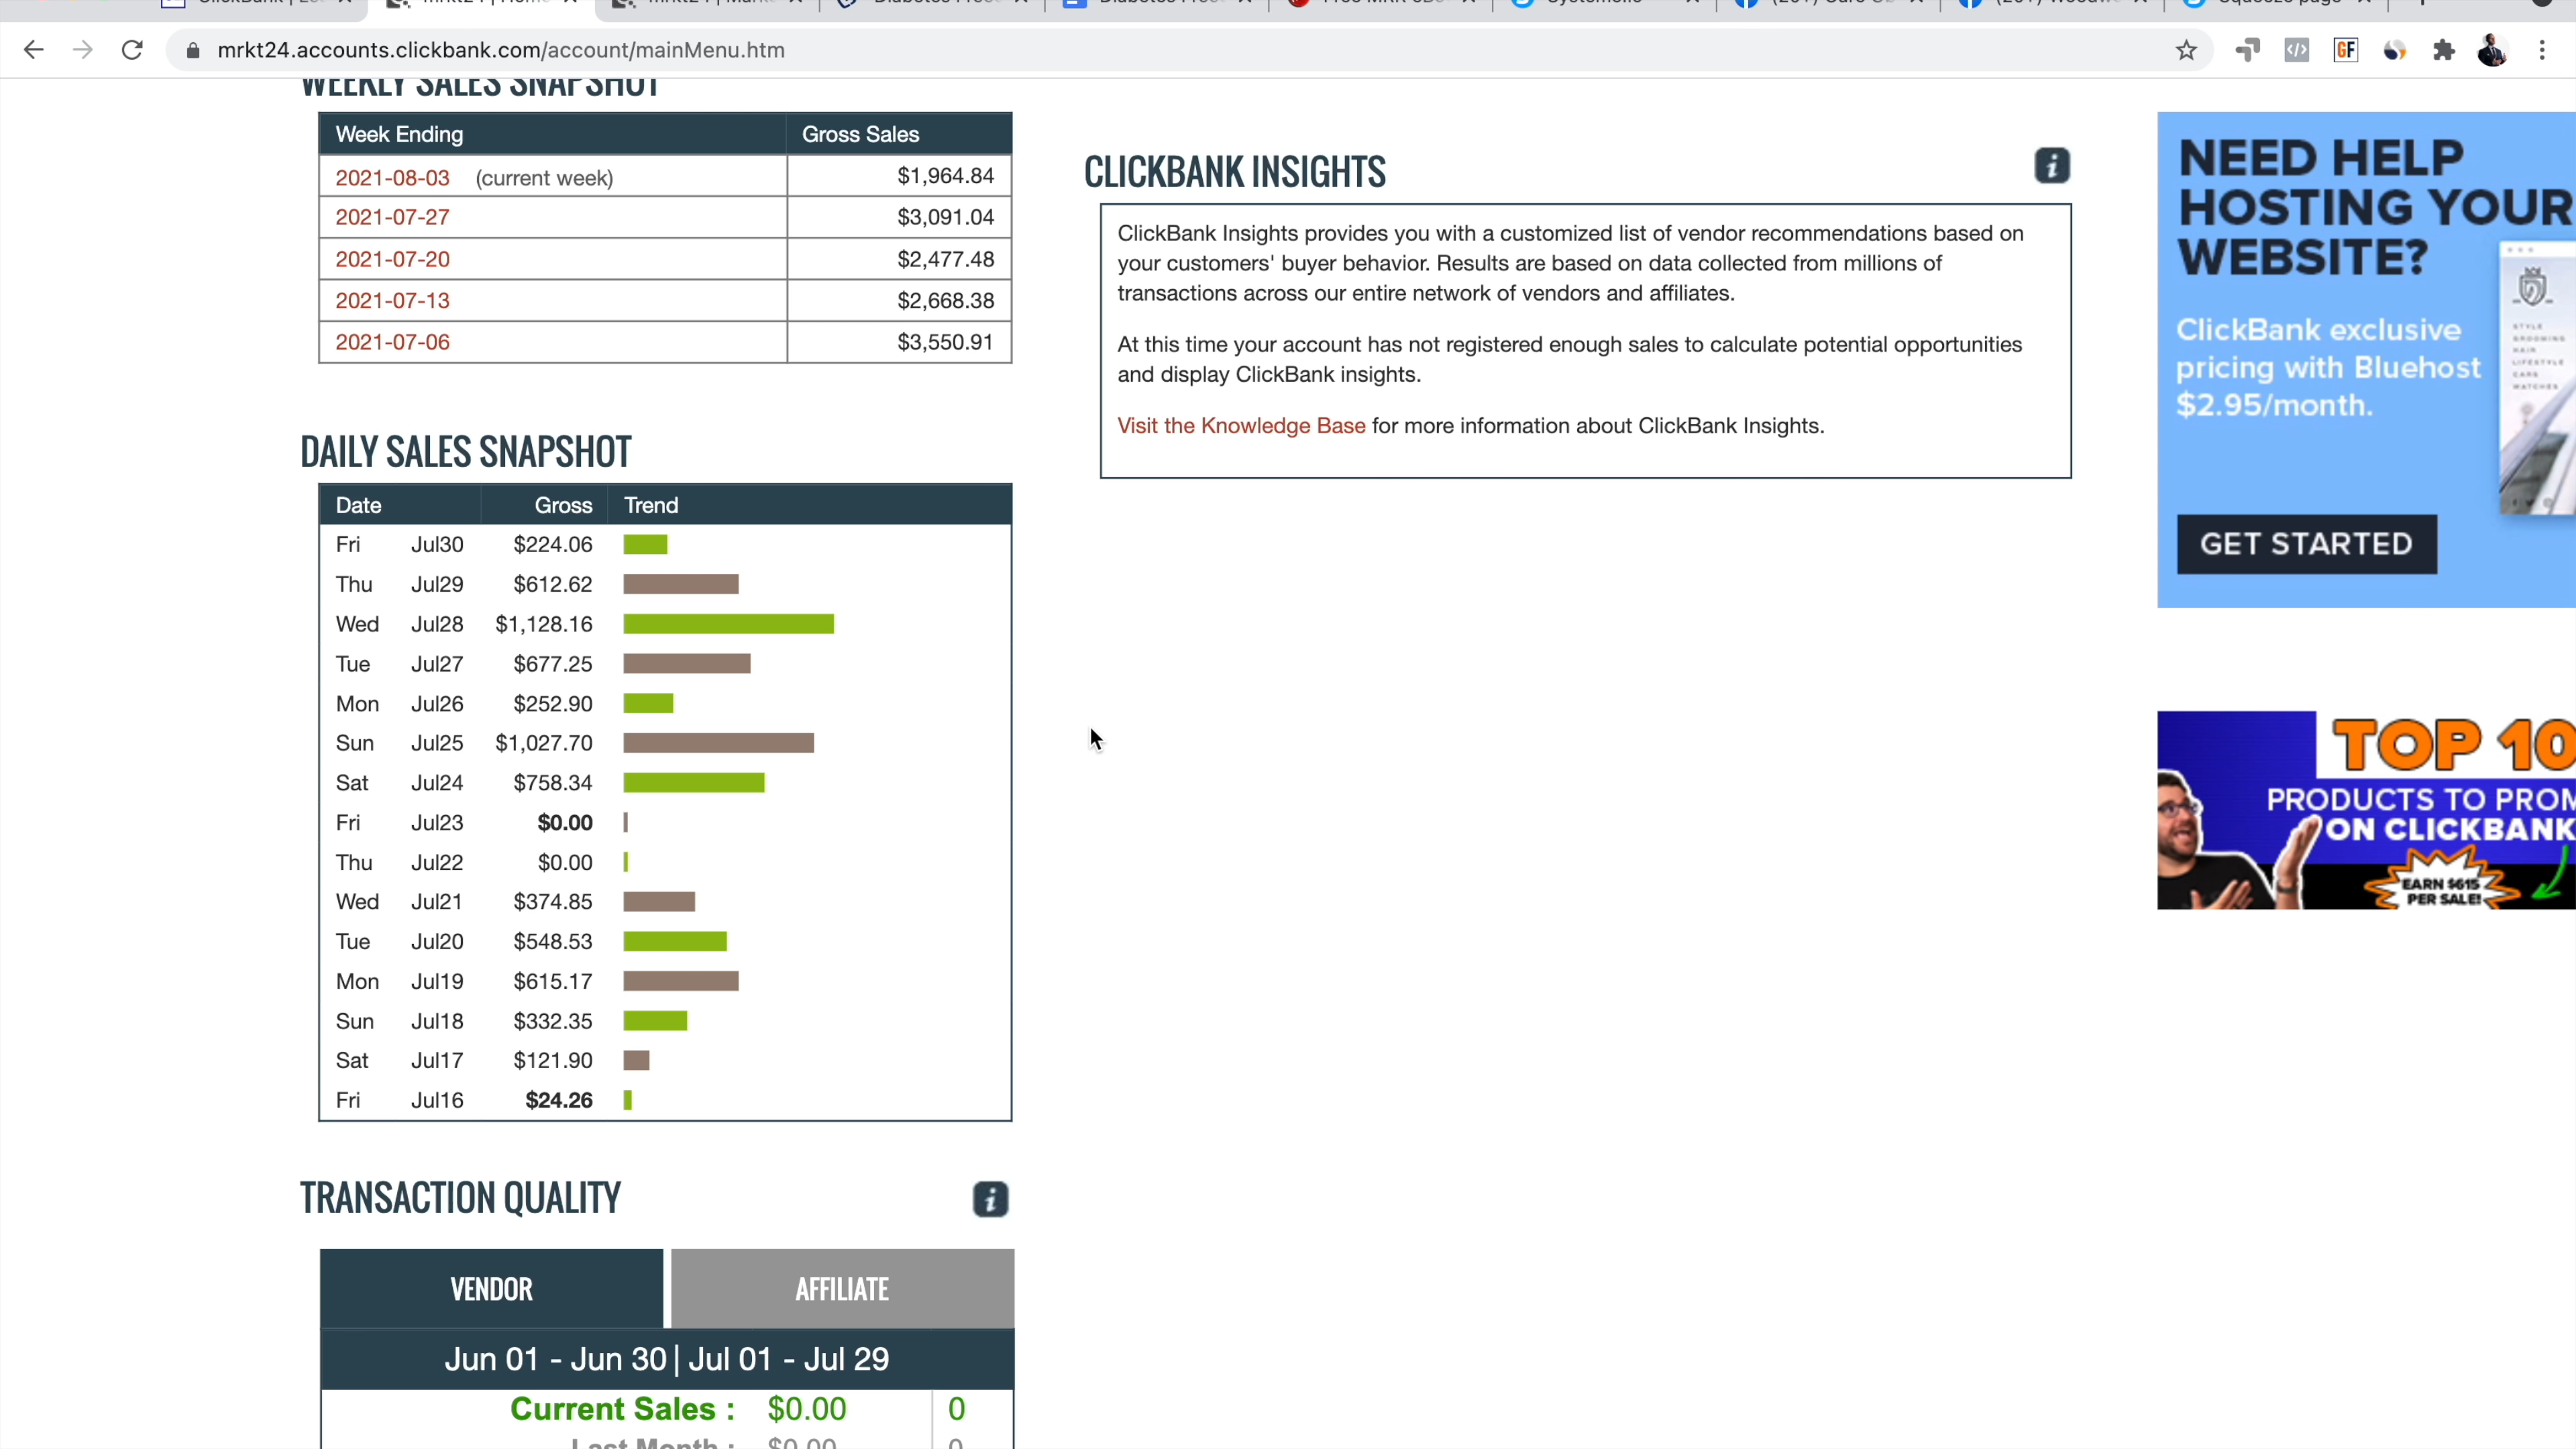 mrkt24.accounts.clickbank.com/account/mainMenu.htm
GF
WEEKLY SALES SNAPSHOT
Week Ending Gross Sales
2021-08-03 (current week) $1,964.84
2021-07-27 $3,091.04
2021-07-20 $2,477.48
2021-07-13 $2,668.38
2021-07-06 $3,550.91
CLICKBANK INSIGHTS
ClickBank Insights provides you with a customized list of vendor recommendations based on
your customers' buyer behavior. Results are based on data collected from millions of
transactions across our entire network of vendors and affiliates.
At this time your account has not registered enough sales to calculate potential opportunities
and display ClickBank insights.
Visit the Knowledge Base for more information about ClickBank Insights.
NEED HELP
HOSTING YOUR
WEBSITE?
ClickBank exclusive
pricing with Bluehost
$2.95/month.
GET STARTED
DAILY SALES SNAPSHOT
Date Gross Trend
Fri Jul30 $224.06
Thu Jul29 $612.62
Wed Jul28 $1,128.16
Tue Jul27 $677.25
Mon Jul26 $252.90
Sun Jul25 $1,027.70
Sat Jul24 $758.34
Fri Jul23 $0.00
Thu Jul22 $0.00
Wed Jul21 $374.85
Tue Jul20 $548.53
Mon Jul19 $615.17
Sun Jul18 $332.35
Sat Jul17 $121.90
Fri Jul16 $24.26
TOP 10
PRODUCTS TO PROM
ON CLICKBANK
EARN $615
PER SALE!
TRANSACTION QUALITY
VENDOR AFFILIATE
Jun 01 - Jun 30 | Jul 01 - Jul 29
Current Sales : $0.00 0
Last Month : $0.00 0